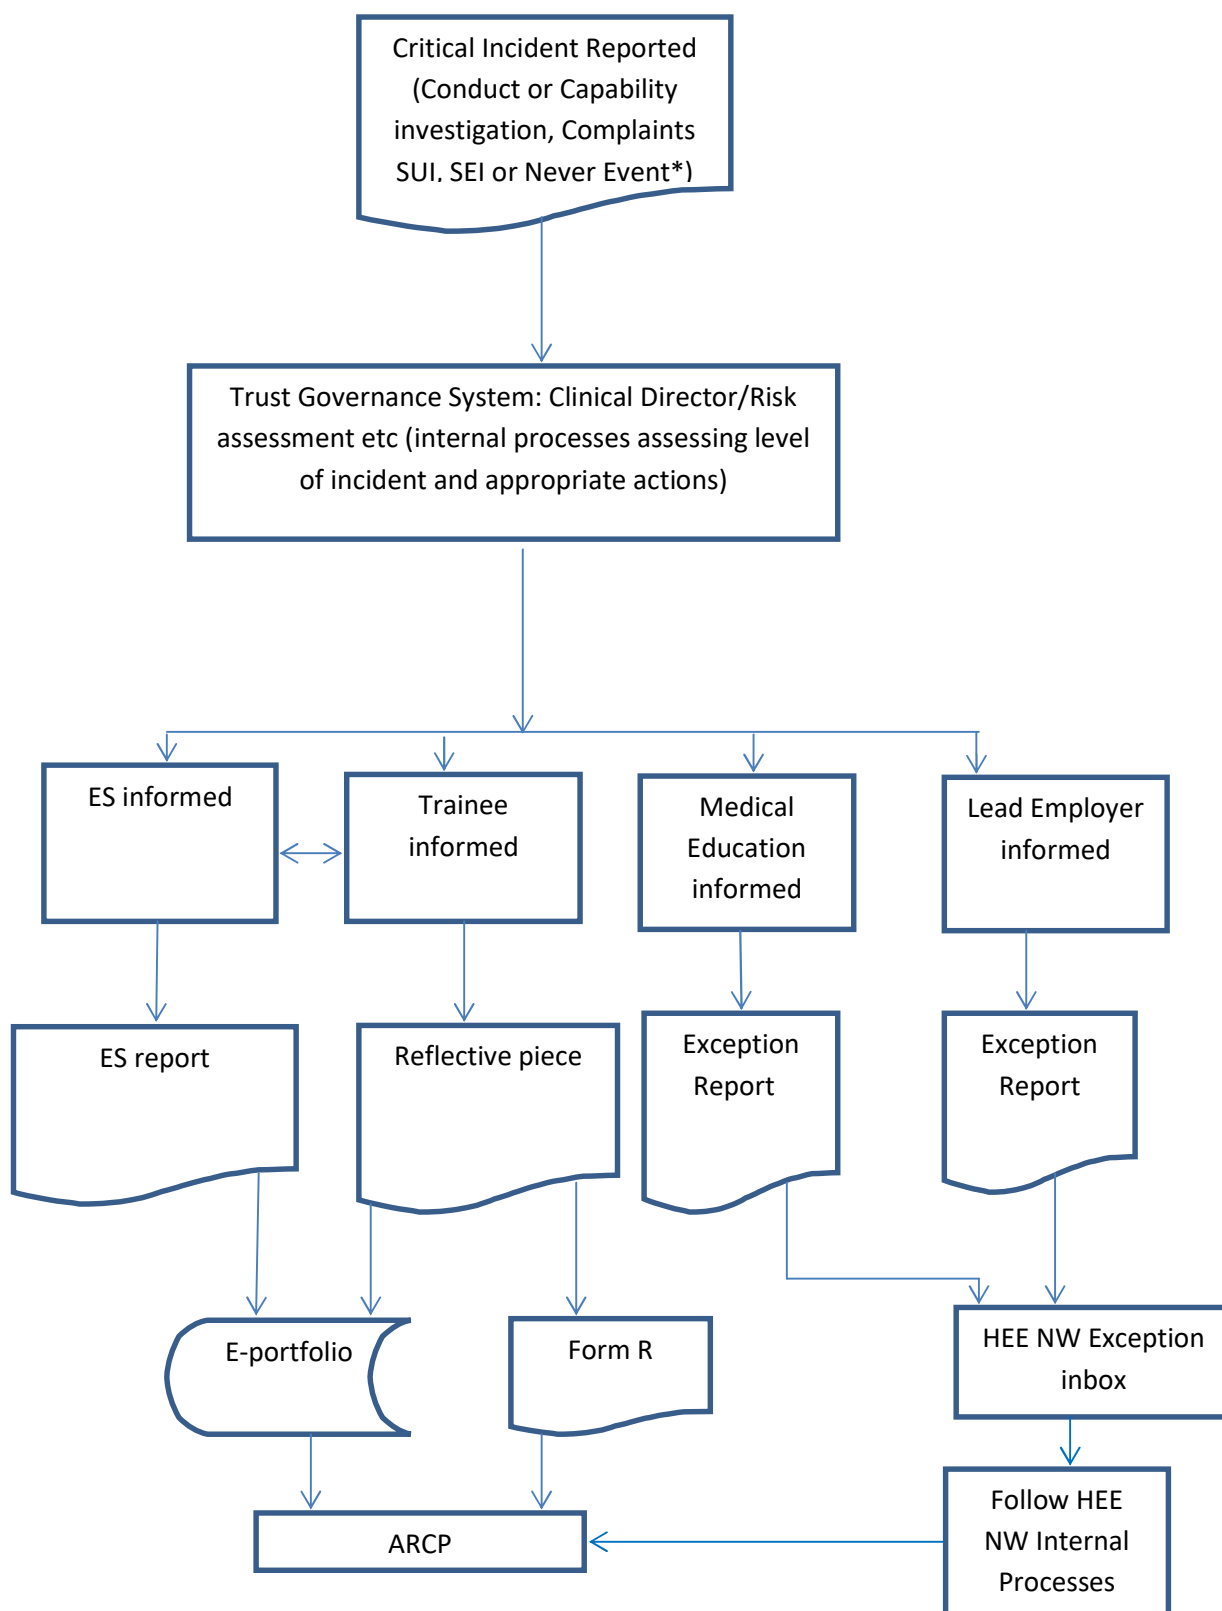 Critical Incident Reported
(Conduct or Capability
investigation, Complaints
SUI, SEI or Never Event*)
Trust Governance System: Clinical Director/Risk
assessment etc (internal processes assessing level
of incident and appropriate actions)
ES informed
Trainee
informed
Medical
Education
informed
Lead Employer
informed
ES report
Reflective piece
Exception
Report
Exception
Report
E-portfolio
Form R
HEE NW Exception
inbox
ARCP
Follow HEE
NW Internal
Processes